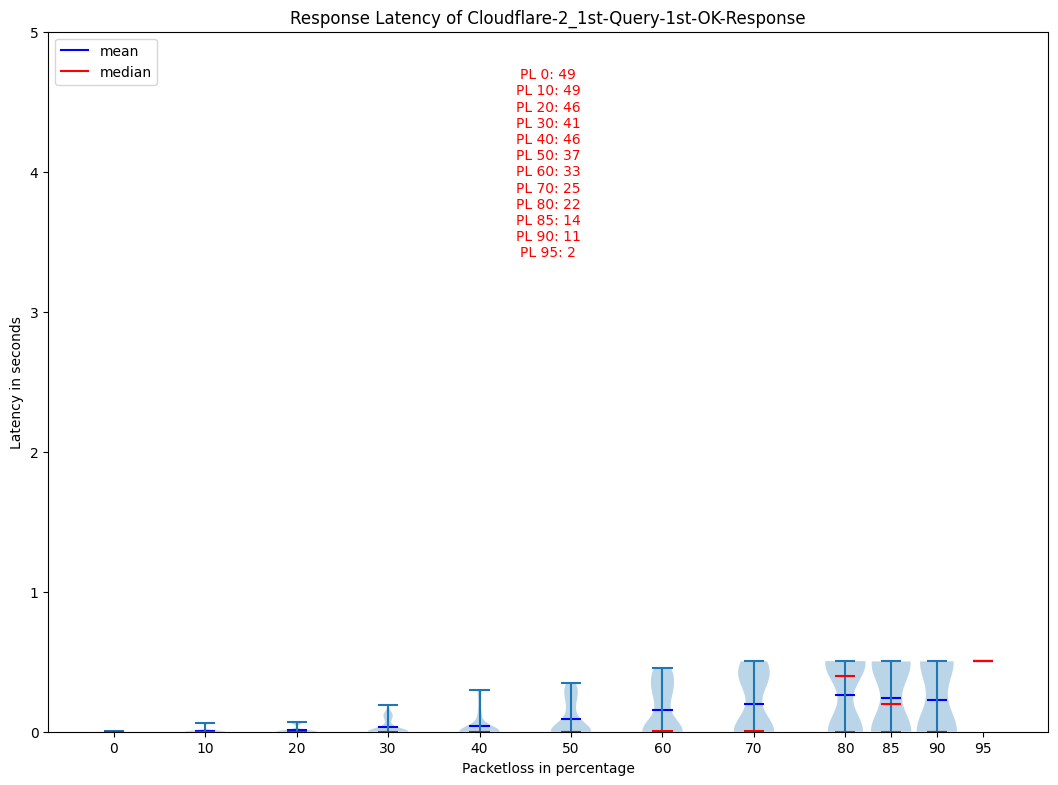 Response Latency of Cloudflare-2_1st-Query-1st-OK-Response
mean
median
PL 0: 49
PL 10: 49
PL 20: 46
PL 30: 41
PL 40: 46
PL 50: 37
PL 60: 33
PL 70: 25
PL 80: 22
PL 85: 14
PL 90: 11
PL 95: 2
Latency in seconds
5
4
3
2
1
0
0 10 20 30 40 50 60 70 80 85 90 95
Packetloss in percentage